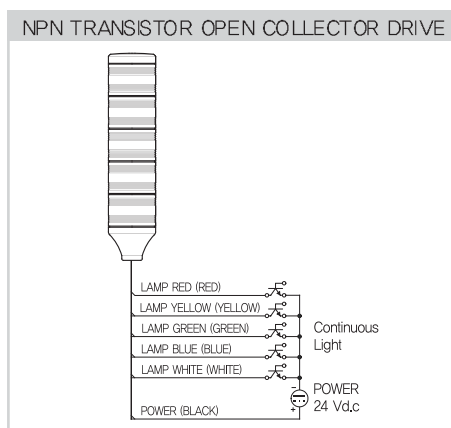 NPN TRANSISTOR OPEN COLLECTOR DRIVE
LAMP RED (RED)
LAMP YELLOW (YELLOW)
LAMP GREEN (GREEN)
LAMP BLUE (BLUE)
LAMP WHITE (WHITE)
Continuous
Light
−
+
POWER
24 Vd.c
POWER (BLACK)